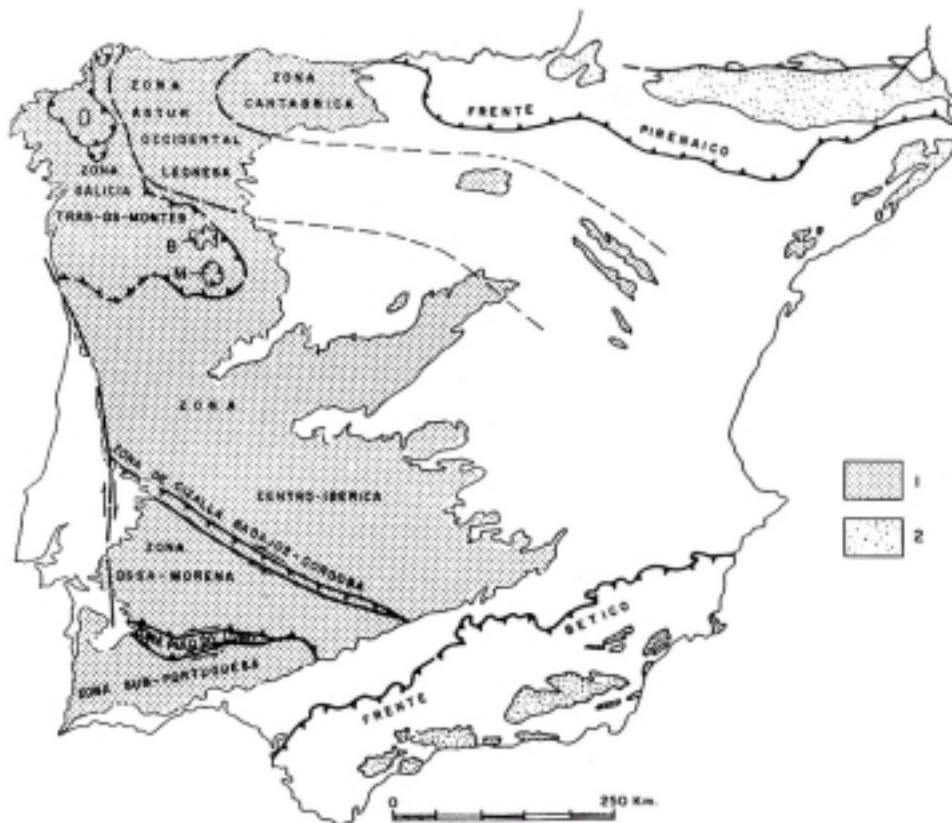 ZONA
ASTUR
OCCIDENTAL
LEONESA
ZONA
CANTABRICA
FRENTE
PIRENAICO
O
ZONA
GALICIA
TRAS-OS-MONTES
B
M
ZONA
CENTRO-IBERICA
ZONA DE CIZALLA BADAJOZ-CORDOBA
ZONA
OSSA-MORENA
ZONA SUB-PORTUGUESA
FRENTE
BETICO
1
2
0
250 Km.